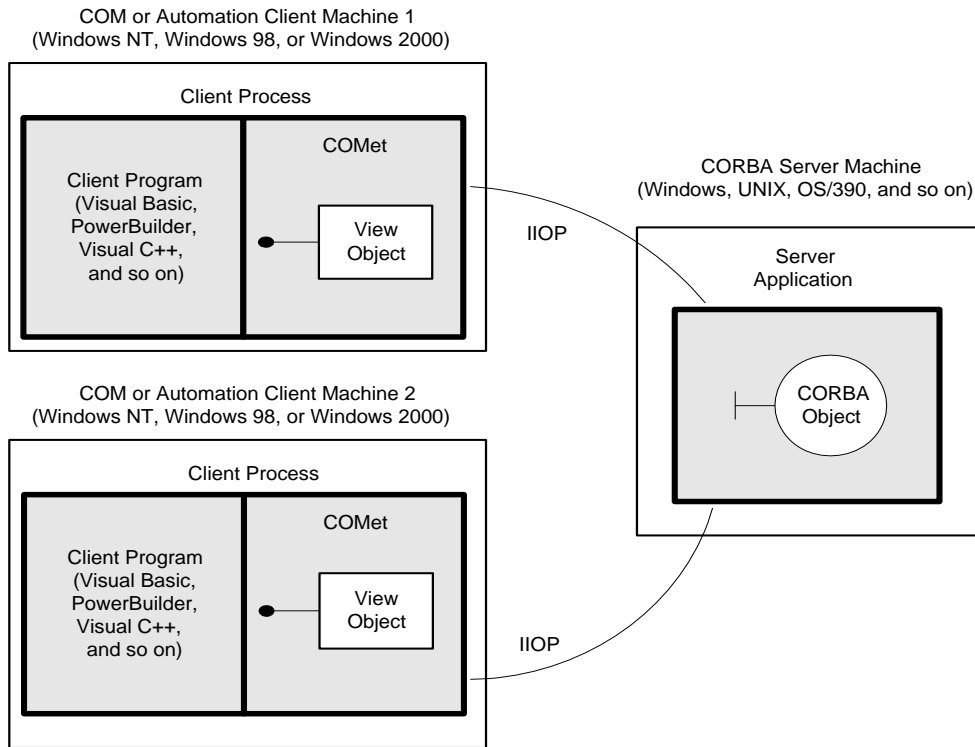 COM or Automation Client Machine 1
(Windows NT, Windows 98, or Windows 2000)
Client Process
COMet
Client Program
(Visual Basic,
PowerBuilder,
Visual C++,
and so on)
View
Object
IIOP
CORBA Server Machine
(Windows, UNIX, OS/390, and so on)
Server
Application
CORBA
Object
COM or Automation Client Machine 2
(Windows NT, Windows 98, or Windows 2000)
Client Process
COMet
Client Program
(Visual Basic,
PowerBuilder,
Visual C++,
and so on)
View
Object
IIOP